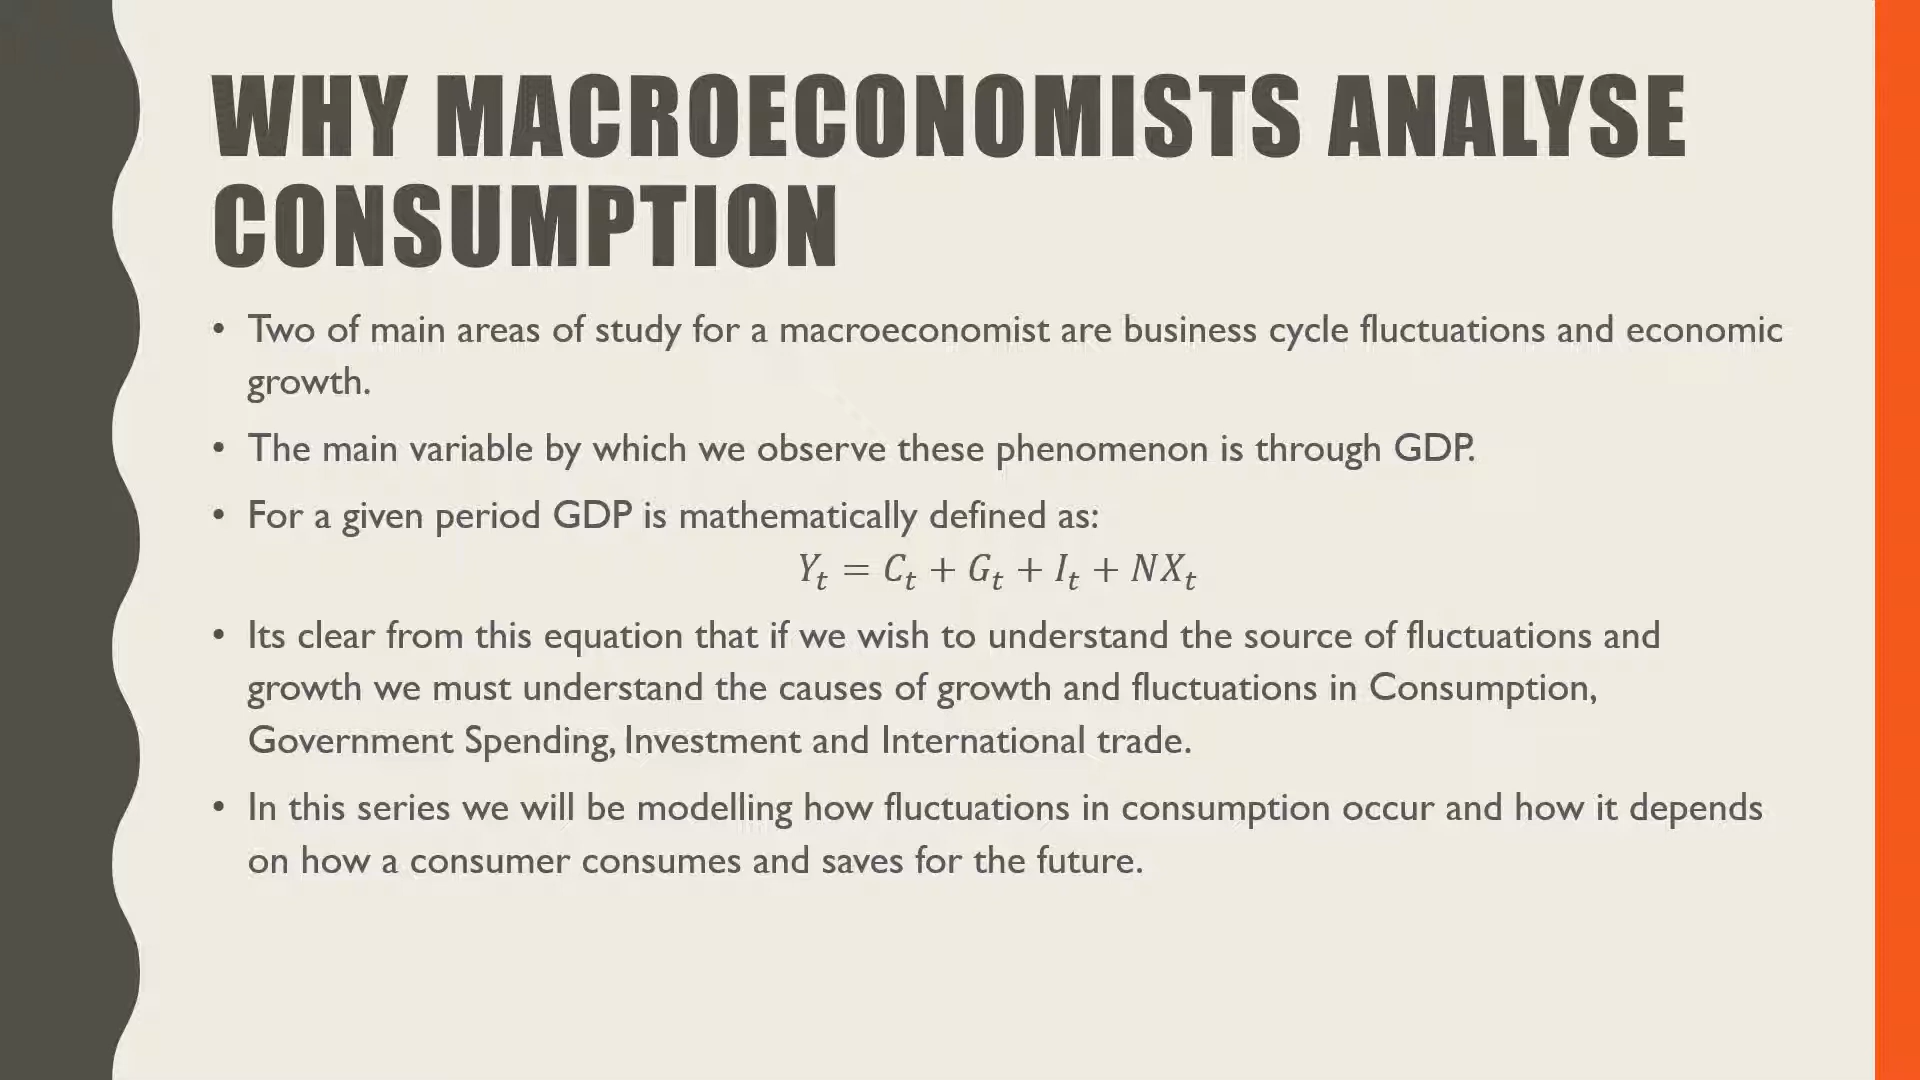 WHY MACROECONOMISTS ANALYSE
CONSUMPTION
• Two of main areas of study for a macroeconomist are business cycle fluctuations and economic
growth.
• The main variable by which we observe these phenomenon is through GDP.
• For a given period GDP is mathematically defined as:
Yₜ = Cₜ + Gₜ + Iₜ + NXₜ
• Its clear from this equation that if we wish to understand the source of fluctuations and
growth we must understand the causes of growth and fluctuations in Consumption,
Government Spending, Investment and International trade.
• In this series we will be modelling how fluctuations in consumption occur and how it depends
on how a consumer consumes and saves for the future.